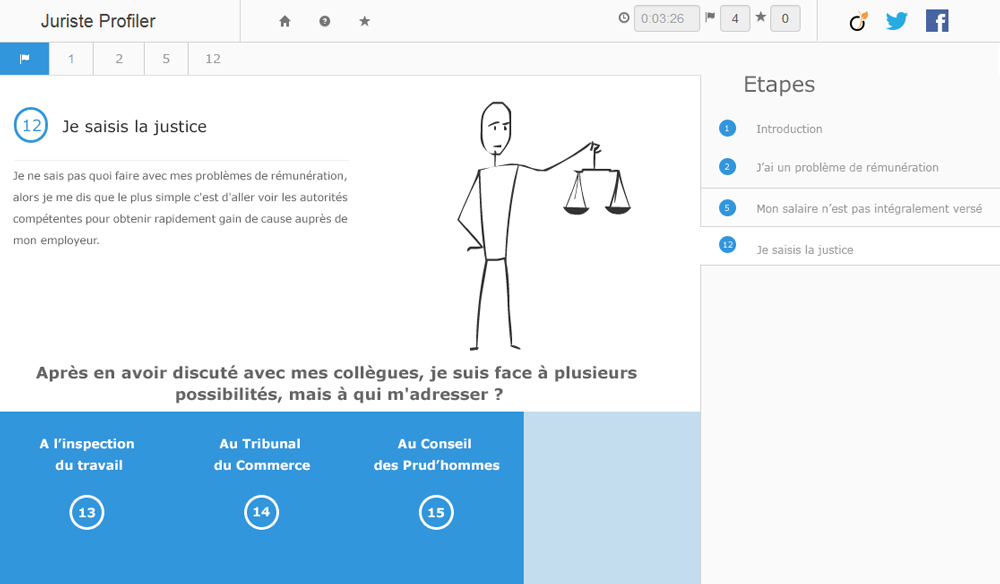 Juriste Profiler
0:03:26
4
0
1
2
5
12
Etapes
12
Je saisis la justice
Je ne sais pas quoi faire avec mes problèmes de rémunération,
alors je me dis que le plus simple c'est d'aller voir les autorités
compétentes pour obtenir rapidement gain de cause auprès de
mon employeur.
1
Introduction
2
J'ai un problème de rémunération
5
Mon salaire n'est pas intégralement versé
12
Je saisis la justice
Après en avoir discuté avec mes collègues, je suis face à plusieurs
possibilités, mais à qui m'adresser ?
A l'inspection
du travail
13
Au Tribunal
du Commerce
14
Au Conseil
des Prud'hommes
15